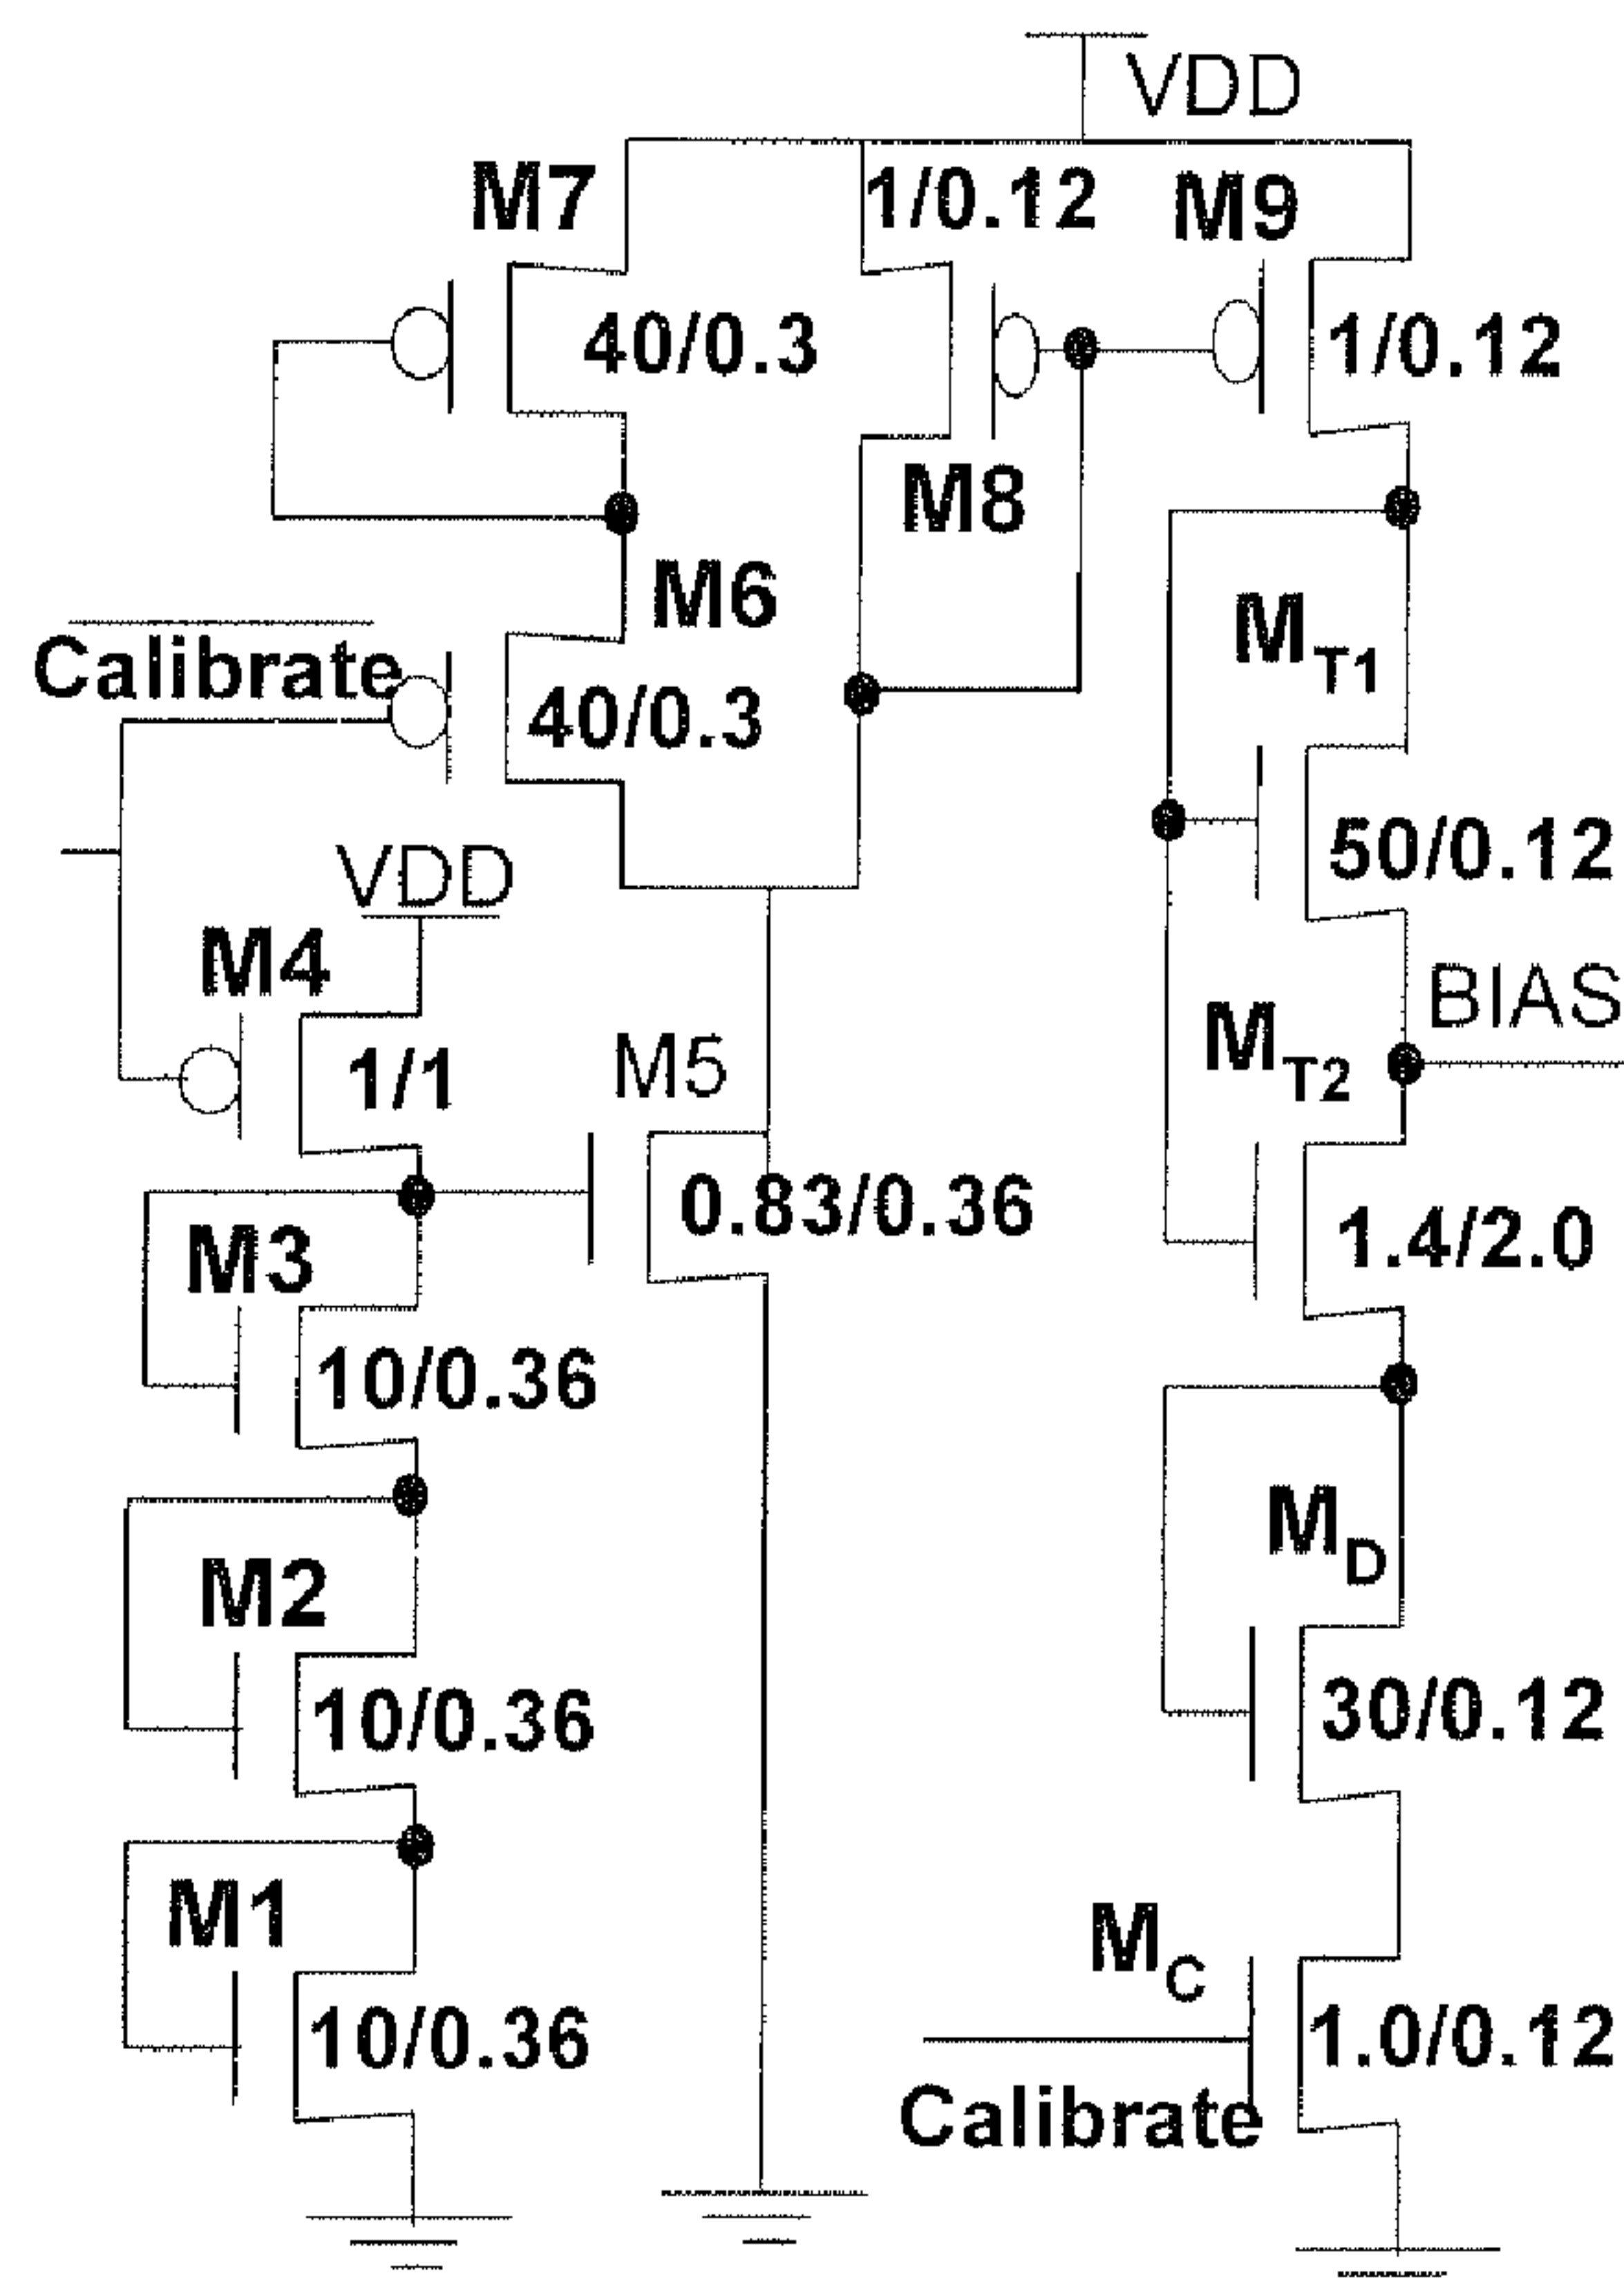 VDD
M7
1/0.12
M9
40/0.3
1/0.12
M8
M6
Calibrate
MT1
40/0.3
VDD
50/0.12
M4
BIAS
MT2
M5
1/1
0.83/0.36
M3
1.4/2.0
10/0.36
MD
M2
30/0.12
10/0.36
M1
MC
10/0.36
1.0/0.12
Calibrate